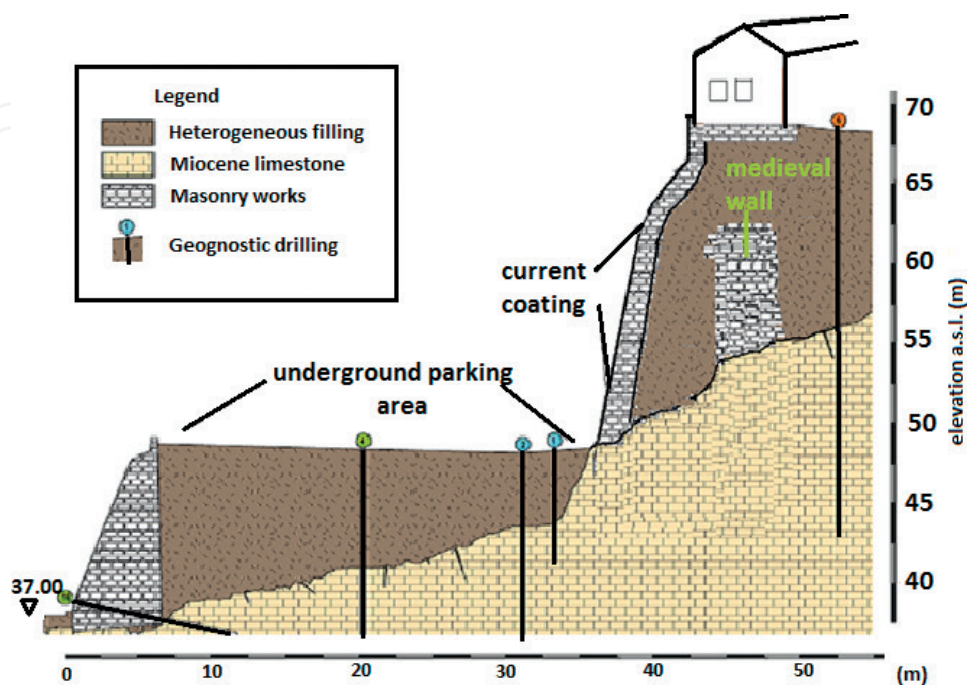 Legend
Heterogeneous filling
Miocene limestone
Masonry works
1
Geognostic drilling
medieval
wall
current
coating
underground parking
area
37.00
70
65
60
55
50
45
40
elevation a.s.l. (m)
0
10
20
30
40
50
(m)